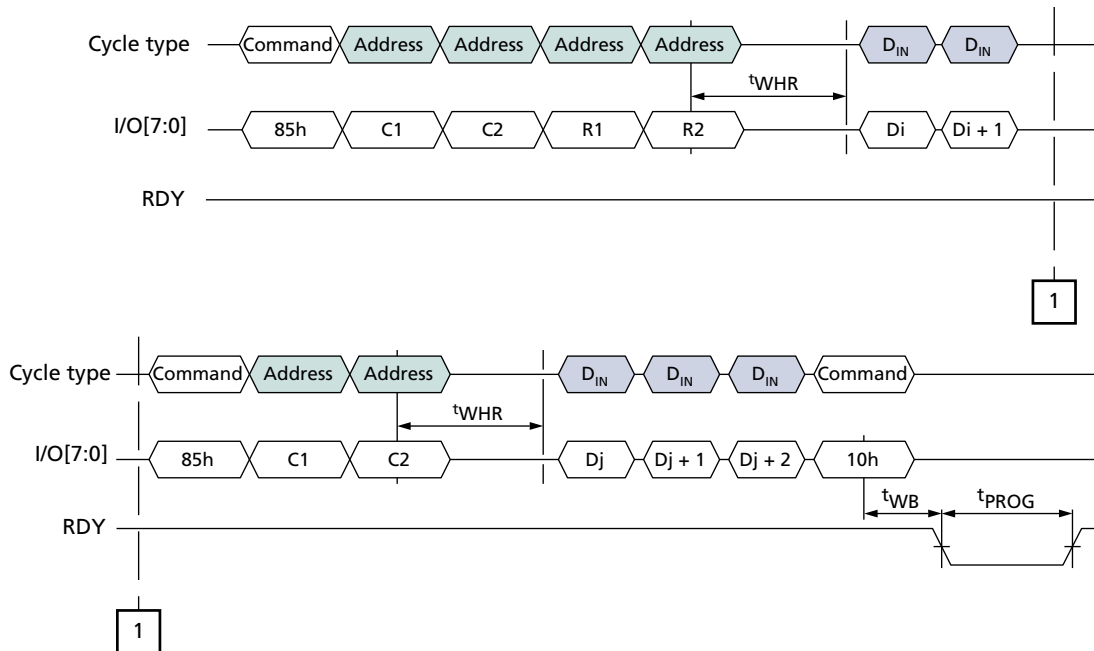 Cycle type Command Address Address Address Address DIN DIN
tWHR
I/O[7:0] 85h C1 C2 R1 R2 Di Di + 1
RDY
1
Cycle type Command Address Address DIN DIN DIN Command
tWHR
I/O[7:0] 85h C1 C2 Dj Dj + 1 Dj + 2 10h
tWB tPROG
RDY
1